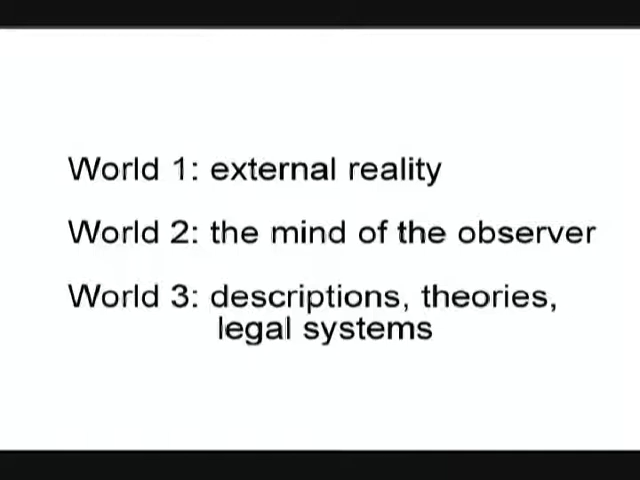 World 1: external reality
World 2: the mind of the observer
World 3: descriptions, theories,
legal systems